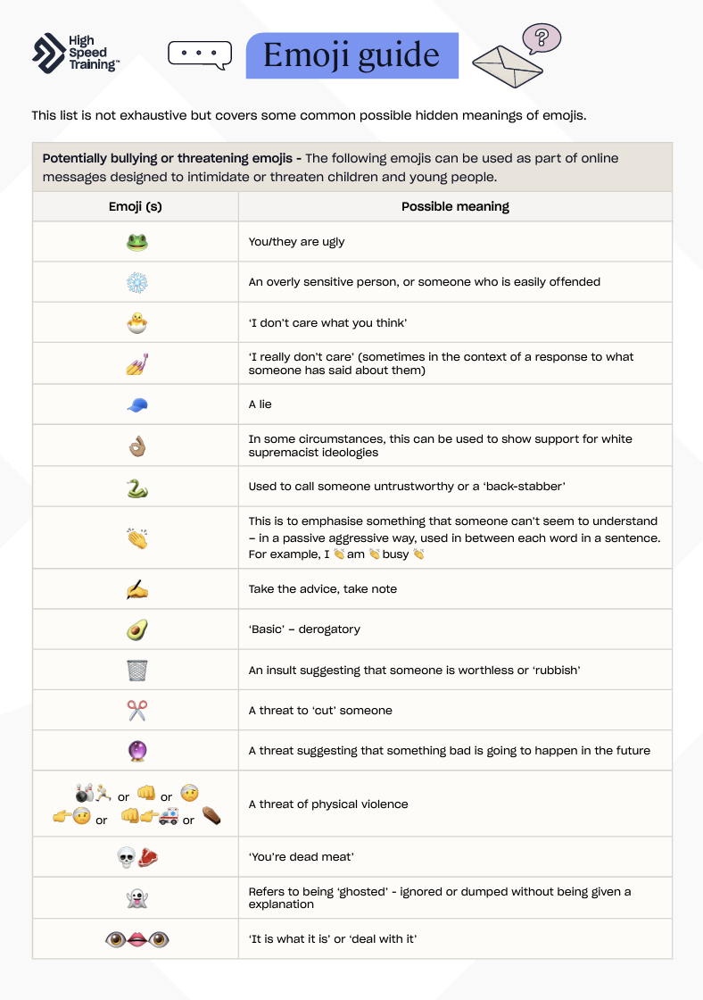 High
Speed
Training™
Emoji guide
?
This list is not exhaustive but covers some common possible hidden meanings of emojis.
Potentially bullying or threatening emojis - The following emojis can be used as part of online
messages designed to intimidate or threaten children and young people.
Emoji (s)
Possible meaning
You/they are ugly
An overly sensitive person, or someone who is easily offended
‘I don’t care what you think’
‘I really don’t care’ (sometimes in the context of a response to what
someone has said about them)
A lie
In some circumstances, this can be used to show support for white
supremacist ideologies
Used to call someone untrustworthy or a ‘back-stabber’
This is to emphasise something that someone can’t seem to understand
– in a passive aggressive way, used in between each word in a sentence.
For example, I 👏 am 👏 busy 👏
Take the advice, take note
‘Basic’ – derogatory
An insult suggesting that someone is worthless or ‘rubbish’
A threat to ‘cut’ someone
A threat suggesting that something bad is going to happen in the future
🎳🏃 or 👊 or 🤕
👉🤕 or 👊👉🚑 or ⚰️
A threat of physical violence
‘You’re dead meat’
Refers to being ‘ghosted’ - ignored or dumped without being given a
explanation
‘It is what it is’ or ‘deal with it’